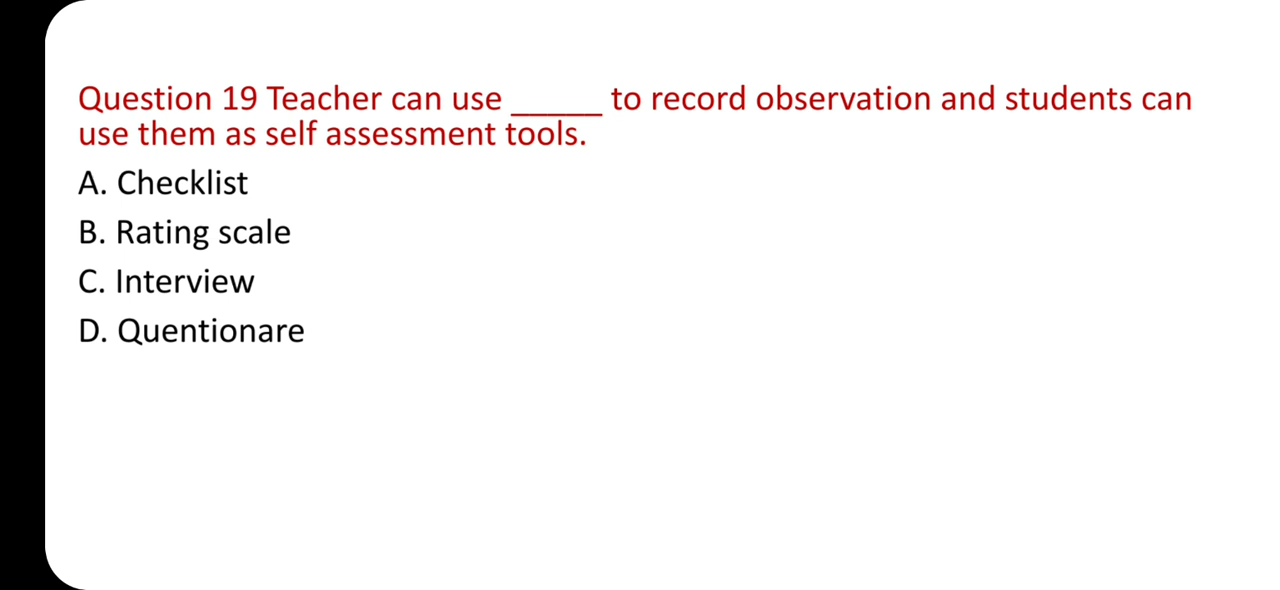 Question 19 Teacher can use _____ to record observation and students can
use them as self assessment tools.
A. Checklist
B. Rating scale
C. Interview
D. Quentionare